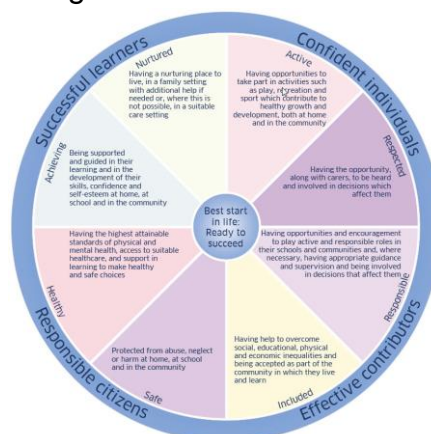 Successful learners
Confident individuals
Nurtured
Having a nurturing place to
live, in a family setting
with additional help if
needed or, where this is
not possible, in a suitable
care setting
Active
Having opportunities to
take part in activities such
as play, recreation and
sport which contribute to
healthy growth and
development, both at
home and in the community
Respected
Having the opportunity,
along with carers, to be heard
and involved in decisions which
affect them
Responsible
Having opportunities and encouragement
to play active and responsible roles in
their schools and communities and, where
necessary, having appropriate guidance
and supervision and being involved
in decisions that affect them
Included
Having help to overcome
social, educational, physical
and economic inequalities and
being accepted as part of the
community in which they live
and learn
Safe
Protected from abuse, neglect
or harm at home, at school
and in the community
Healthy
Having the highest attainable
standards of physical and
mental health, access to suitable
healthcare, and support in
learning to make healthy
and safe choices
Achieving
Being supported
and guided in their
learning and in the
development of their
skills, confidence and
self-esteem at home, at
school and in the community
Best start
in life:
Ready to
succeed
Responsible citizens
Effective contributors